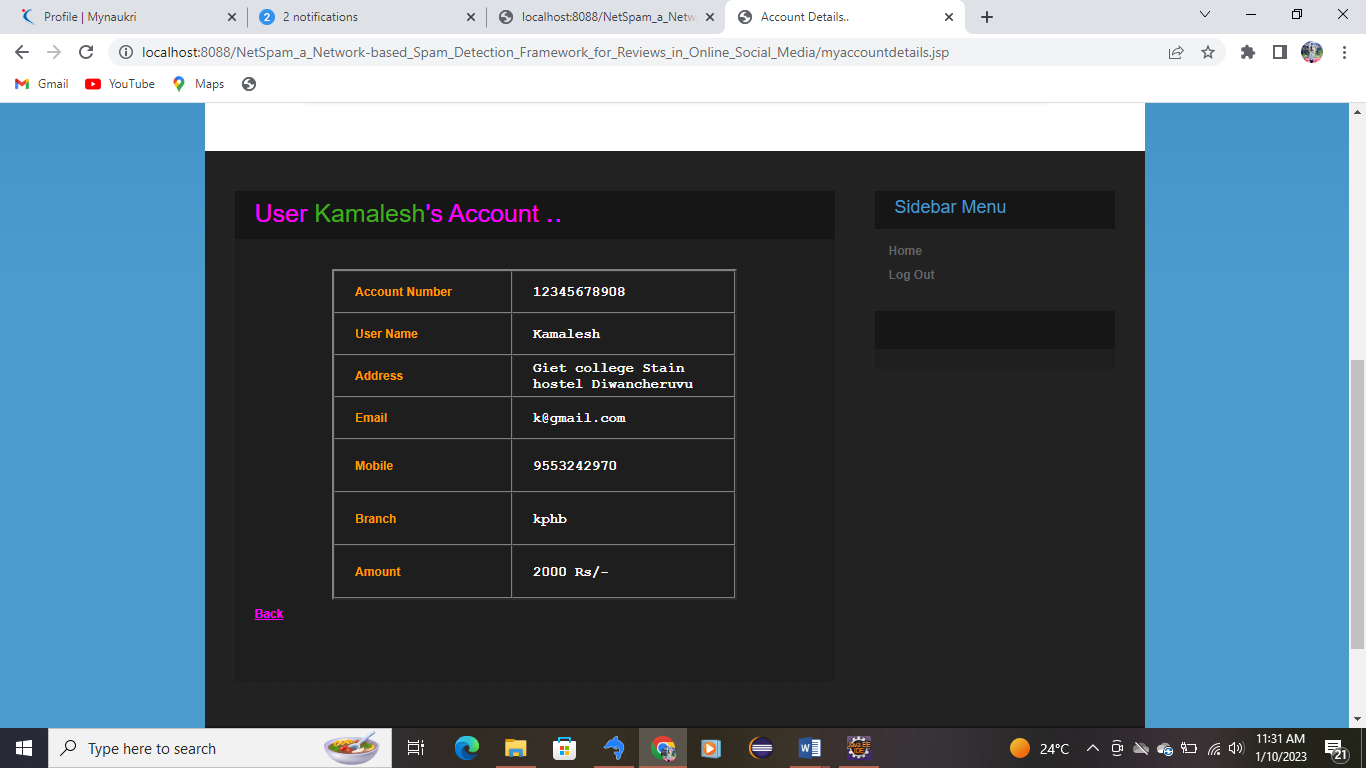 Profile | Mynaukri
2 2 notifications
localhost:8088/NetSpam_a_Netw
Account Details..
localhost:8088/NetSpam_a_Network-based_Spam_Detection_Framework_for_Reviews_in_Online_Social_Media/myaccountdetails.jsp
Gmail
YouTube
Maps
User Kamalesh's Account ..
Sidebar Menu
Home
Log Out
Account Number 12345678908
User Name Kamalesh
Address Giet college Stain
hostel Diwancheruvu
Email k@gmail.com
Mobile 9553242970
Branch kphb
Amount 2000 Rs/-
Back
Type here to search
24°C
11:31 AM
1/10/2023
21